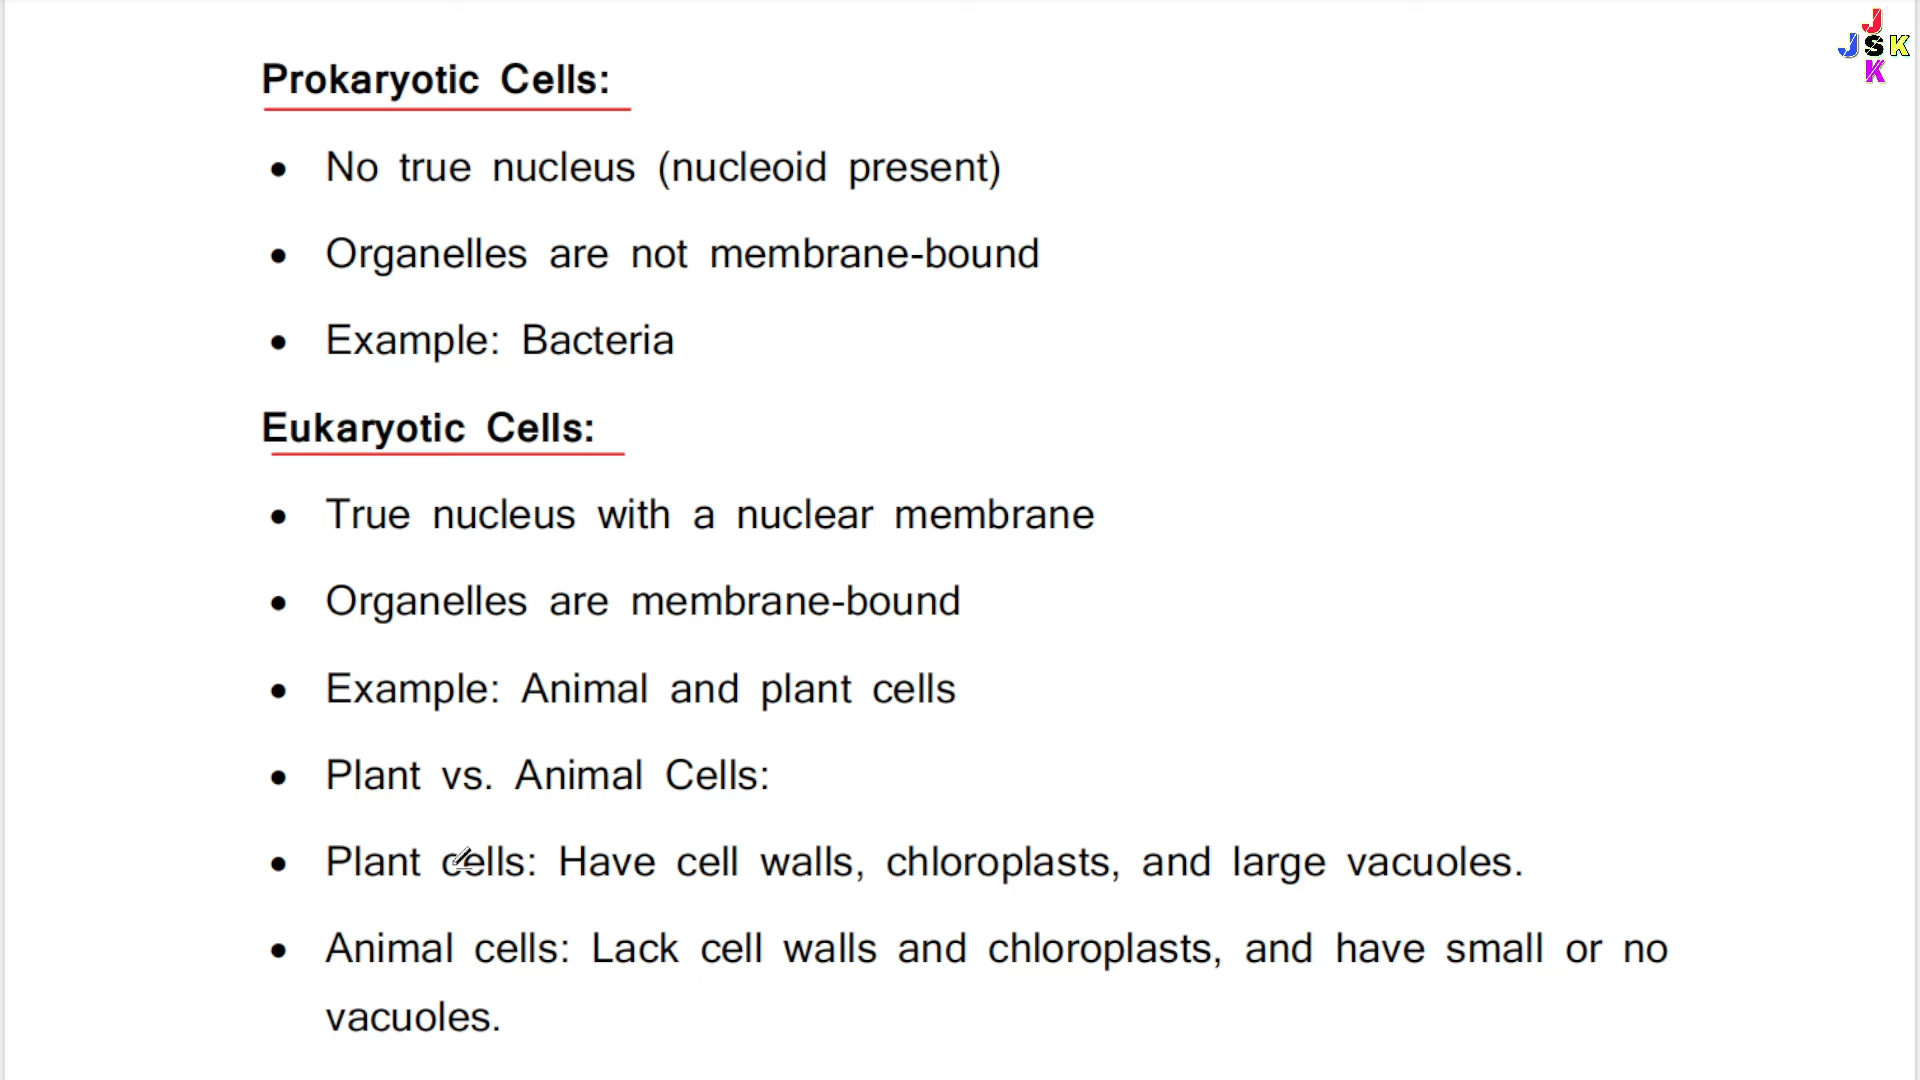 J
JSK
K
Prokaryotic Cells:
• No true nucleus (nucleoid present)
• Organelles are not membrane-bound
• Example: Bacteria
Eukaryotic Cells:
• True nucleus with a nuclear membrane
• Organelles are membrane-bound
• Example: Animal and plant cells
• Plant vs. Animal Cells:
• Plant cells: Have cell walls, chloroplasts, and large vacuoles.
• Animal cells: Lack cell walls and chloroplasts, and have small or no
vacuoles.